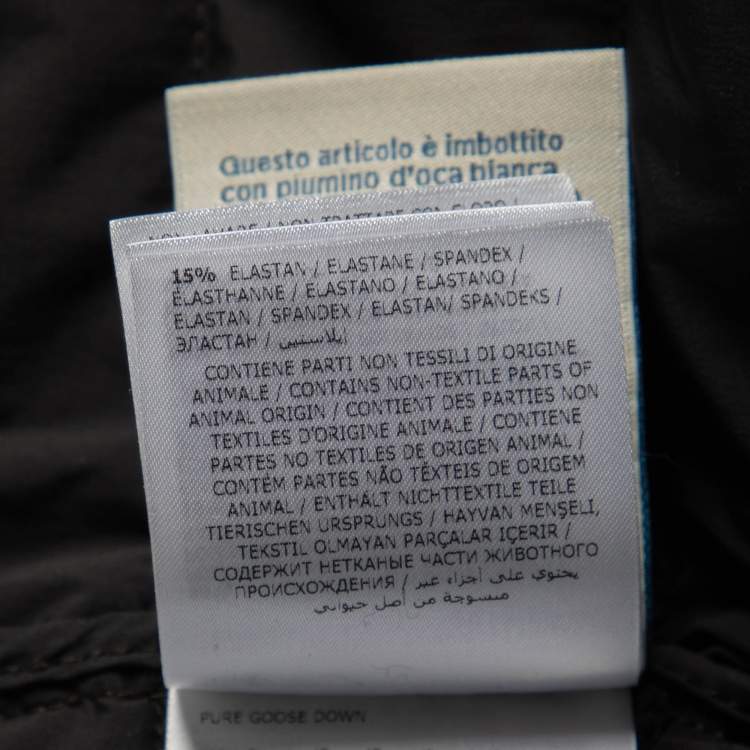 Questo articolo è imbottito
con piumino d'oca bianca
15% ELASTAN / ELASTANE / SPANDEX /
ÉLASTHANNE / ELASTANO / ELASTANO /
ELASTAN / SPANDEX / ELASTAN/ SPANDEKS /
ЭЛАСТАН / إيلاستين
CONTIENE PARTI NON TESSILI DI ORIGINE
ANIMALE / CONTAINS NON-TEXTILE PARTS OF
ANIMAL ORIGIN / CONTIENT DES PARTIES NON
TEXTILES D'ORIGINE ANIMALE / CONTIENE
PARTES NO TEXTILES DE ORIGEN ANIMAL /
CONTÉM PARTES NÃO TÊXTEIS DE ORIGEM
ANIMAL / ENTHÄLT NICHTTEXTILE TEILE
TIERISCHEN URSPRUNGS / HAYVAN MENŞELİ,
TEKSTIL OLMAYAN PARÇALAR IÇERIR /
СОДЕРЖИТ НЕТКАНЫЕ ЧАСТИ ЖИВОТНОГО
ПРОИСХОЖДЕНИЯ / يحتوي على أجزاء غير
منسوجة من أصل حيواني
PURE GOOSE DOWN